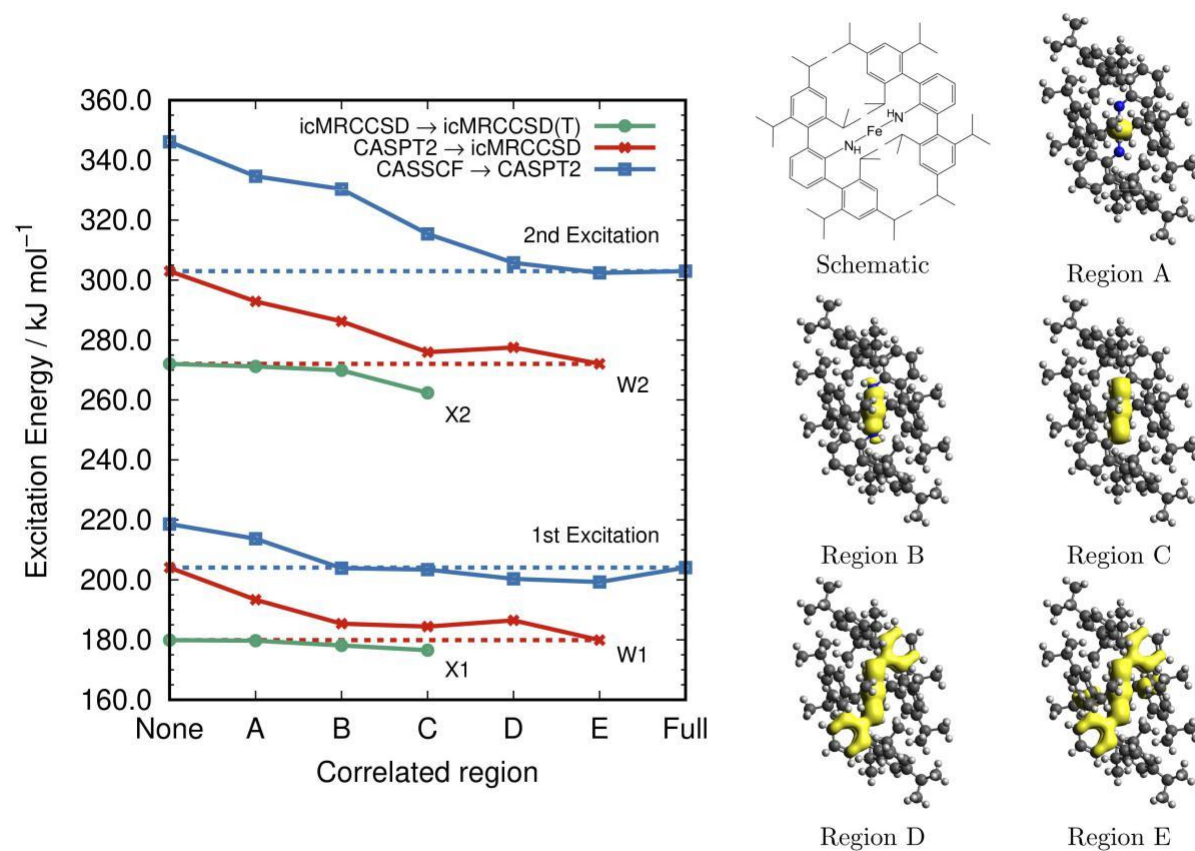 360.0
340.0
320.0
300.0
280.0
260.0
240.0
220.0
200.0
180.0
160.0
Excitation Energy / kJ mol⁻¹
icMRCCSD → icMRCCSD(T)
CASPT2 → icMRCCSD
CASSCF → CASPT2
2nd Excitation
W2
X2
1st Excitation
W1
X1
None A B C D E Full
Correlated region
H
N
Fe
N
H
Schematic
Region A
Region B
Region C
Region D
Region E